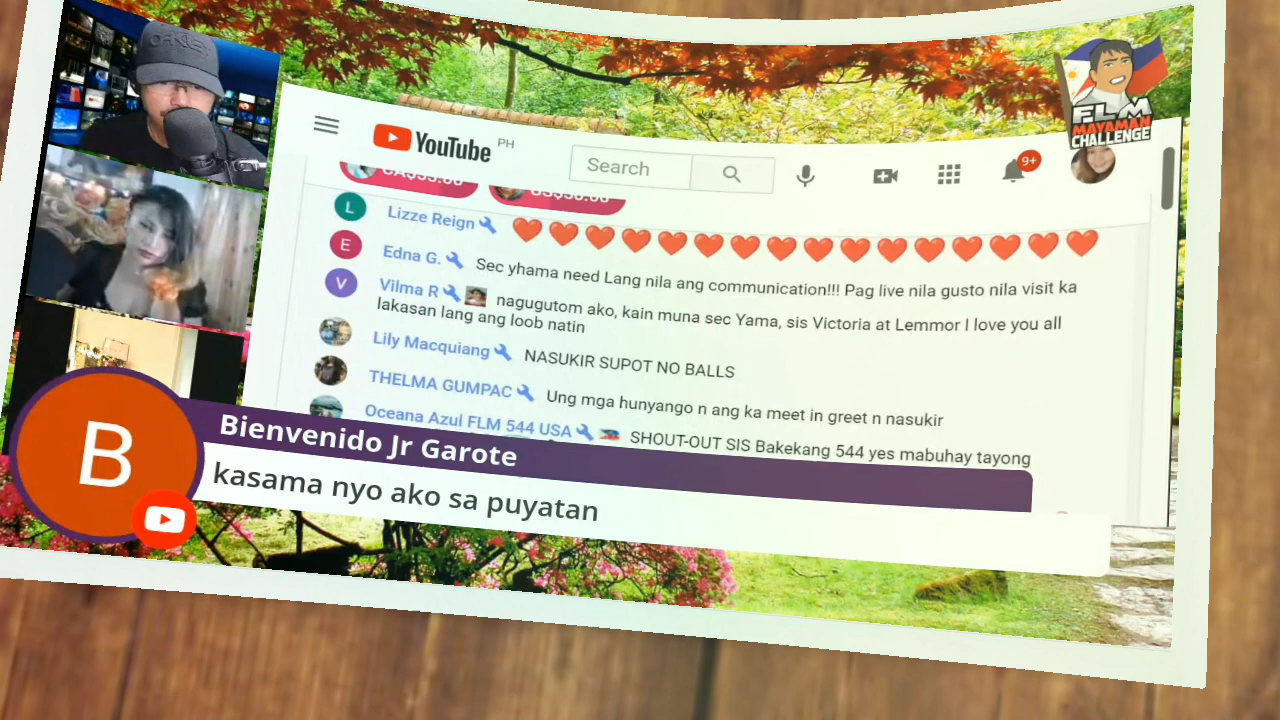 OAKLEY
FLM
MAYAMAN
CHALLENGE
YouTube PH
Search
9+
CA$55.00
L Lizze Reign
E Edna G. Sec yhama need Lang nila ang communication!!! Pag live nila gusto nila visit ka
V Vilma R nagugutom ako, kain muna sec Yama, sis Victoria at Lemmor I love you all
lakasan lang ang loob natin
Lily Macquiang NASUKIR SUPOT NO BALLS
THELMA GUMPAC Ung mga hunyango n ang ka meet in greet n nasukir
Oceana Azul FLM 544 USA SHOUT-OUT SIS Bakekang 544 yes mabuhay tayong
B Bienvenido Jr Garote
kasama nyo ako sa puyatan